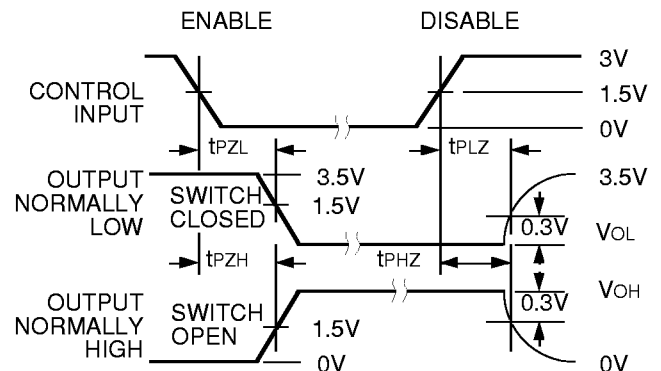 ENABLE DISABLE
3V
CONTROL INPUT
1.5V
0V
tPZL tPLZ
OUTPUT NORMALLY LOW
SWITCH CLOSED
3.5V
1.5V
3.5V
0.3V
VOL
tPZH tPHZ
OUTPUT NORMALLY HIGH
SWITCH OPEN
1.5V
0V
0.3V
VOH
0V